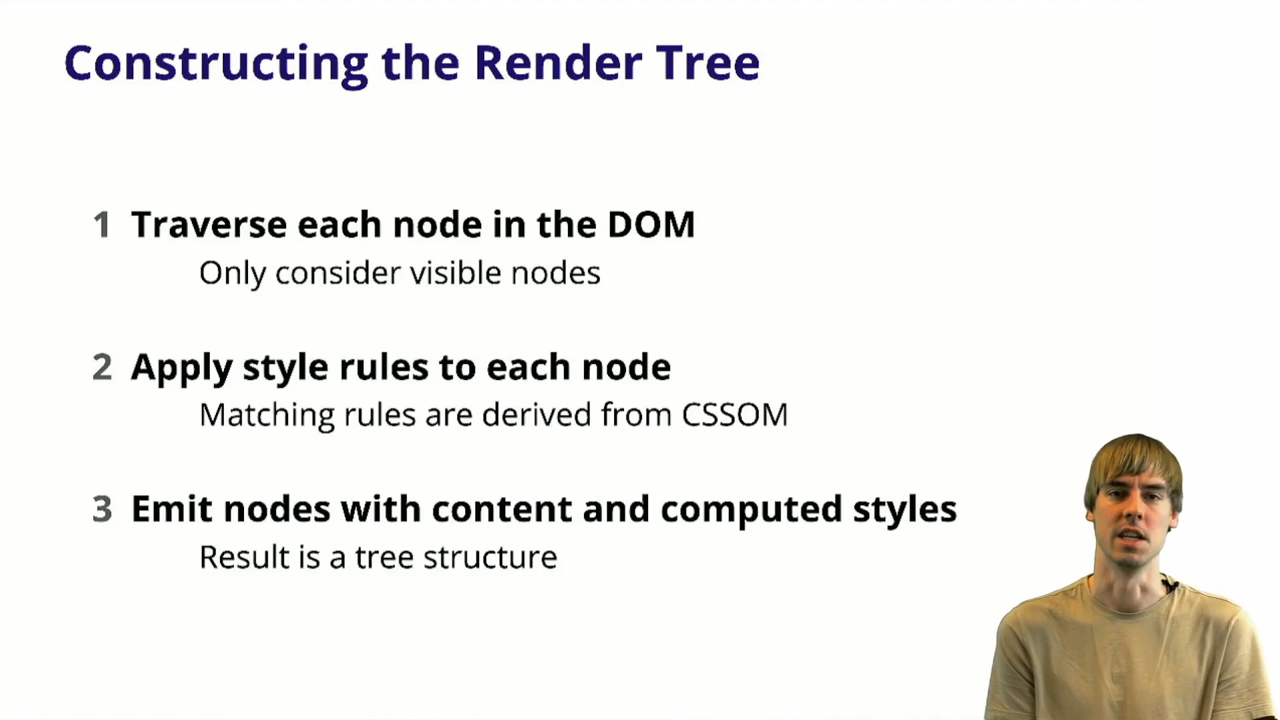 Constructing the Render Tree
1 Traverse each node in the DOM
Only consider visible nodes
2 Apply style rules to each node
Matching rules are derived from CSSOM
3 Emit nodes with content and computed styles
Result is a tree structure